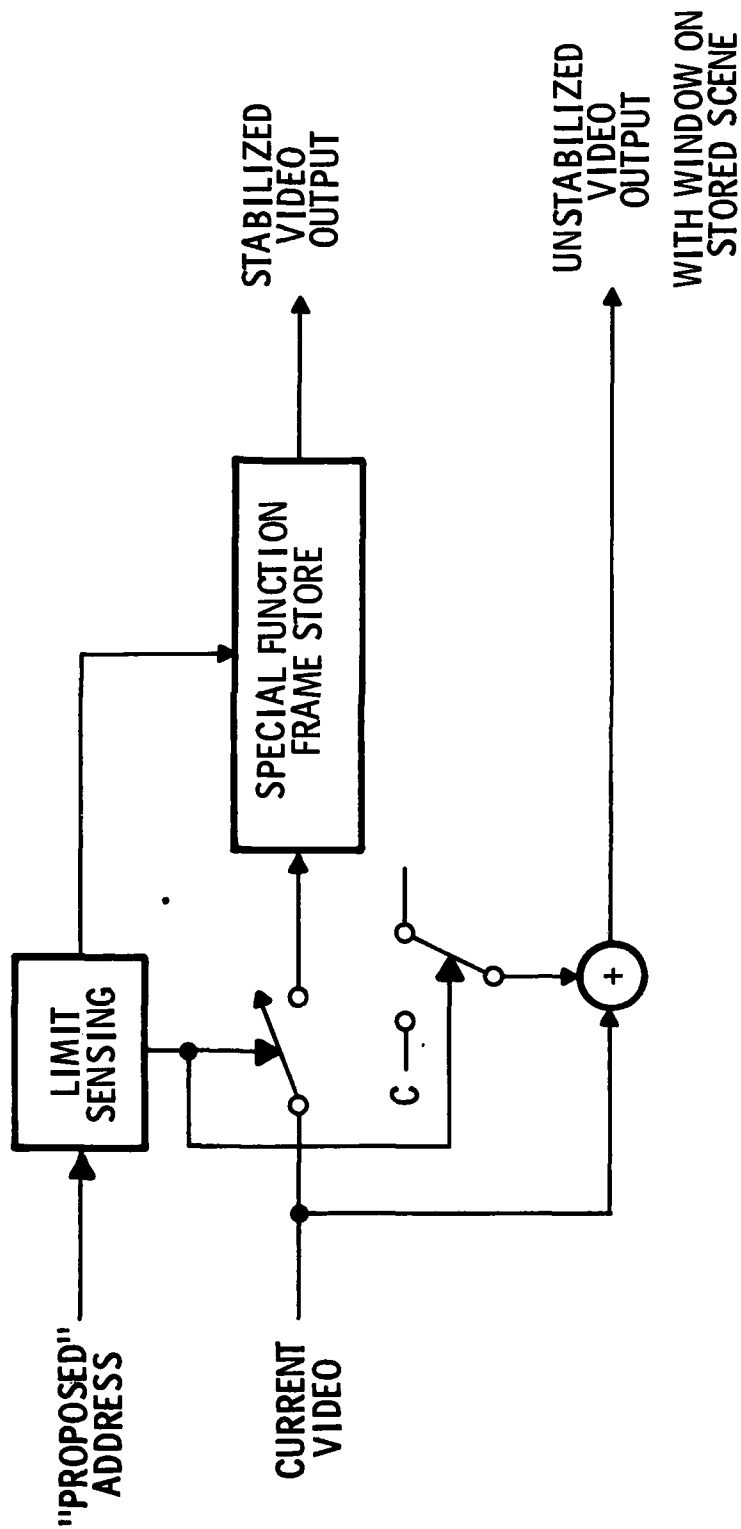 "PROPOSED"
ADDRESS
LIMIT
SENSING
CURRENT
VIDEO
SPECIAL FUNCTION
FRAME STORE
STABILIZED
VIDEO
OUTPUT
C
+
UNSTABILIZED
VIDEO
OUTPUT
WITH WINDOW ON
STORED SCENE